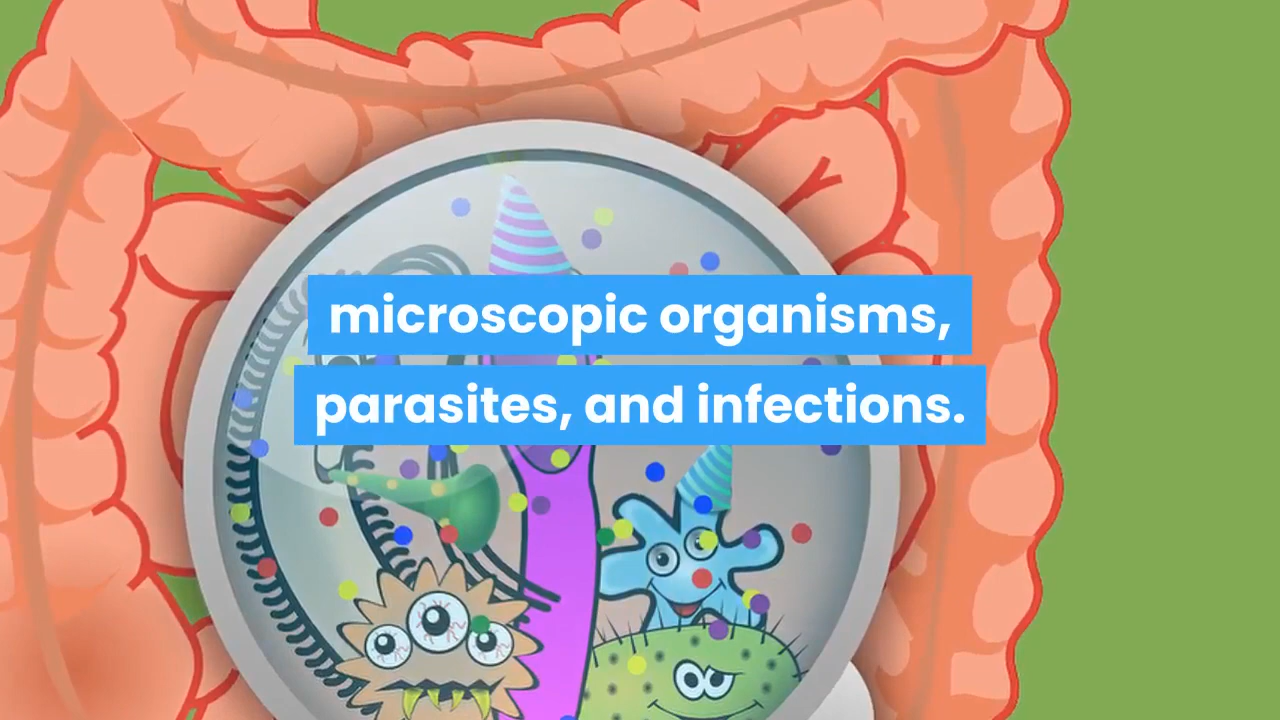 microscopic organisms,
parasites, and infections.